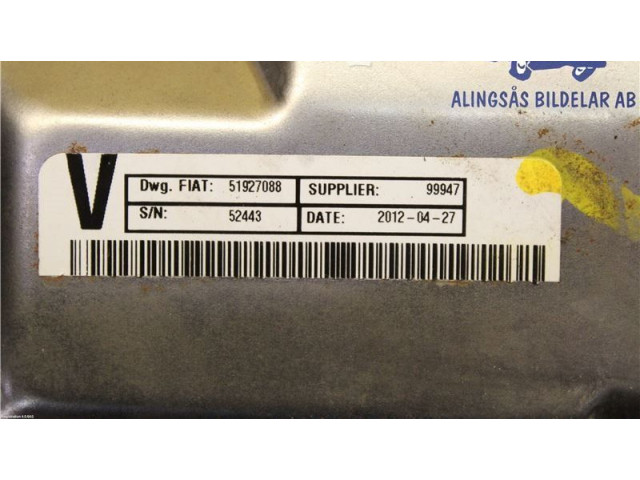 ALINGSÅS BILDELAR AB
V
Dwg. FIAT: 51927088 SUPPLIER: 99947
S/N: 52443 DATE: 2012-04-27